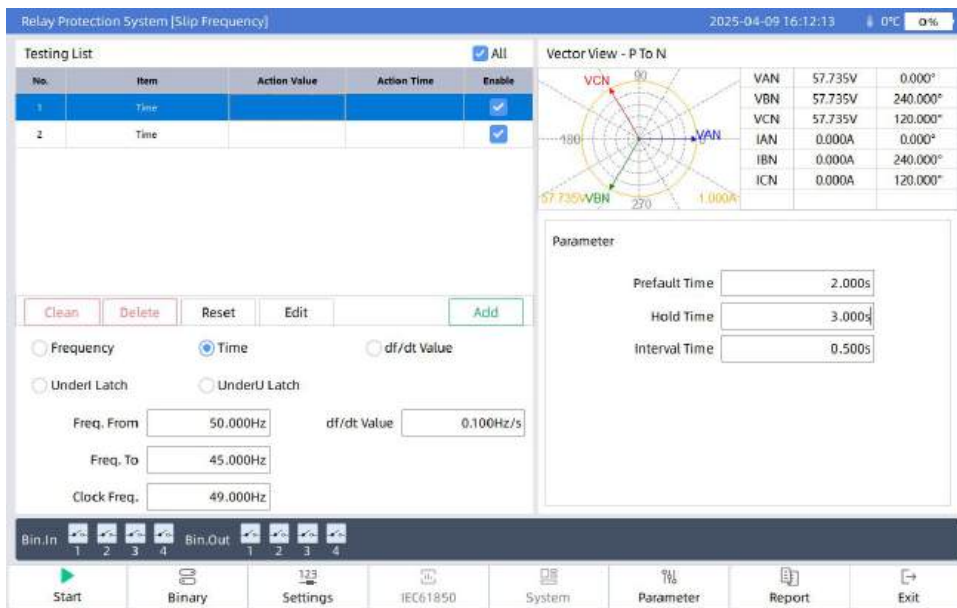 Relay Protection System [Slip Frequency] 2025-04-09 16:12:13 0°C 0%
Testing List All
No. Item Action Value Action Time Enable
1 Time
2 Time
Clean Delete Reset Edit Add
Frequency Time df/dt Value
UnderI Latch UnderU Latch
Freq. From 50.000Hz df/dt Value 0.100Hz/s
Freq. To 45.000Hz
Clock Freq. 49.000Hz
Vector View - P To N
VCN 90
180 VAN
57.735V VBN 270 1.000A
VAN 57.735V 0.000°
VBN 57.735V 240.000°
VCN 57.735V 120.000°
IAN 0.000A 0.000°
IBN 0.000A 240.000°
ICN 0.000A 120.000°
Parameter
Prefault Time 2.000s
Hold Time 3.000s
Interval Time 0.500s
Bin.In 1 2 3 4 Bin.Out 1 2 3 4
123
Start Binary Settings IEC61850 System Parameter Report Exit